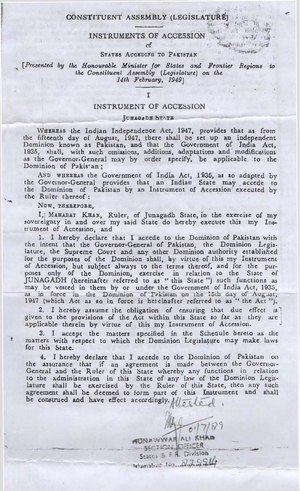 CONSTITUENT ASSEMBLY (LEGISLATURE)
INSTRUMENTS OF ACCESSION
of
STATES ACCEDING TO PAKISTAN
[Presented by the Honourable Minister for States and Frontier Regions to
the Constituent Assembly (Legislature) on the
14th February, 1949]
I
INSTRUMENT OF ACCESSION
JUNAGADH STATE
WHEREAS the Indian Independence Act, 1947, provides that as from
the fifteenth day of August, 1947, there shall be set up an independent
Dominion known as Pakistan, and that the Government of India Act,
1935, shall, with such omissions, additions, adaptations and modifications
as the Governor-General may by order specify, be applicable to the
Dominion of Pakistan;
AND WHEREAS the Government of India Act, 1935, as so adapted by
the Governor-General provides that an Indian State may accede to
the Dominion of Pakistan by an Instrument of Accession executed by
the Ruler thereof:
NOW, THEREFORE,
I, MAHABAT KHAN, Ruler, of Junagadh State, in the exercise of my
sovereignty in and over my said State do hereby execute this my Ins-
trument of Accession, and
1. I hereby declare that I accede to the Dominion of Pakistan with
the intent that the Governor-General of Pakistan, the Dominion Legis-
lature, the Supreme Court and any other Dominion authority established
for the purposes of the Dominion shall, by virtue of this my Instrument
of Accession, but subject always to the terms thereof, and for the pur-
poses only of the Dominion, exercise in relation to the State of
JUNAGADH (hereinafter referred to as " this State ") such functions as
may be vested in them by or under the Government of India Act, 1935,
as in force in the Dominion of Pakistan on the 15th day of August,
1947 (which Act as so in force is hereinafter referred to as " the Act ").
2. I hereby assume the obligation of ensuring that due effect is
given to the provisions of the Act within this State so far as they are
applicable therein by virtue of this my Instrument of Accession.
3. I accept the matters specified in the Schedule hereto as the
matters with respect to which the Dominion Legislature may make laws
for this State.
4. I hereby declare that I accede to the Dominion of Pakistan on
the assurance that if an agreement is made between the Governor-
General and the Ruler of this State whereby any functions in relation
to the administration in this State of any law of the Dominion Legis-
lature shall be exercised by the Ruler of this State, then any such
agreement shall be deemed to form part of this Instrument and shall
be construed and have effect accordingly.
Attested
MUNAWWAR ALI KHAN
SECTION OFFICER
States & F.R. Division
Islamabad